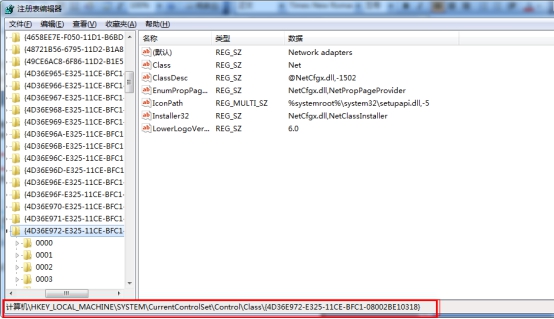 注册表编辑器
文件(F) 编辑(E) 查看(V) 收藏夹(A) 帮助(H)
{4658EE7E-F050-11D1-B6BD
{48721B56-6795-11D2-B1A8
{49CE6AC8-6F86-11D2-B1E5
{4D36E965-E325-11CE-BFC1-
{4D36E966-E325-11CE-BFC1-
{4D36E967-E325-11CE-BFC1-
{4D36E968-E325-11CE-BFC1-
{4D36E969-E325-11CE-BFC1-
{4D36E96A-E325-11CE-BFC1-
{4D36E96B-E325-11CE-BFC1-
{4D36E96C-E325-11CE-BFC1-
{4D36E96D-E325-11CE-BFC1-
{4D36E96E-E325-11CE-BFC1-
{4D36E96F-E325-11CE-BFC1-
{4D36E970-E325-11CE-BFC1-
{4D36E971-E325-11CE-BFC1-
{4D36E972-E325-11CE-BFC1-
0000
0001
0002
0003
名称 类型 数据
(默认) REG_SZ Network adapters
Class REG_SZ Net
ClassDesc REG_SZ @NetCfgx.dll,-1502
EnumPropPag... REG_SZ NetCfgx.dll,NetPropPageProvider
IconPath REG_MULTI_SZ %systemroot%\system32\setupapi.dll,-5
Installer32 REG_SZ NetCfgx.dll,NetClassInstaller
LowerLogoVer... REG_SZ 6.0
计算机\HKEY_LOCAL_MACHINE\SYSTEM\CurrentControlSet\Control\Class\{4D36E972-E325-11CE-BFC1-08002BE10318}